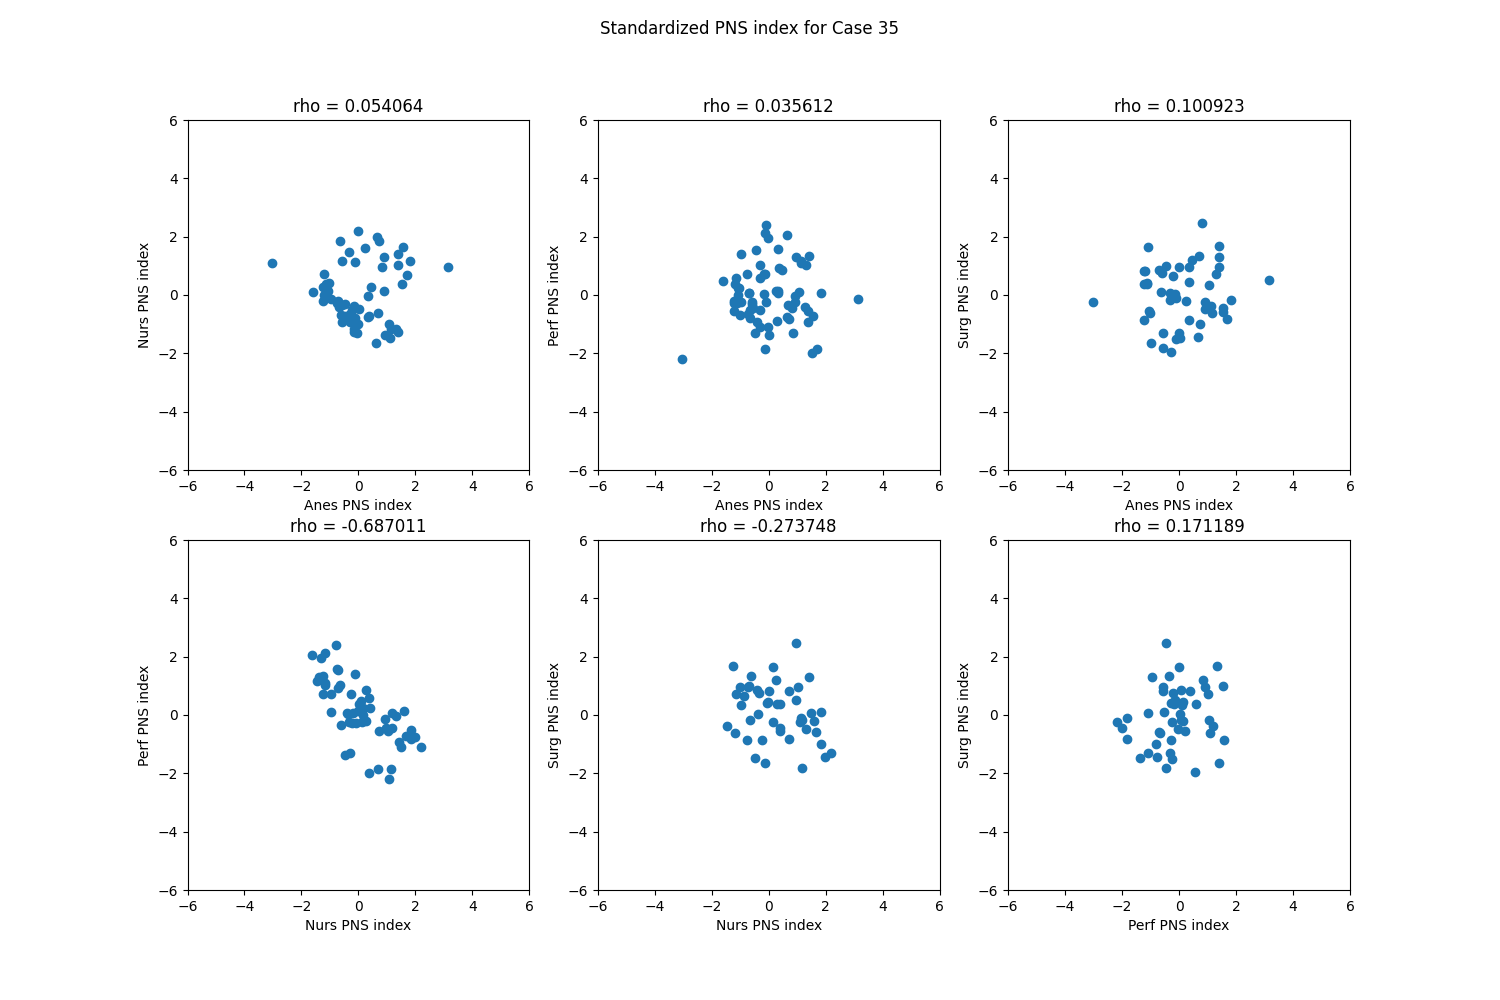 Standardized PNS index for Case 35
rho = 0.054064
rho = 0.035612
rho = 0.100923
6
4
2
0
−2
−4
−6
Nurs PNS index
−6 −4 −2 0 2 4 6
Anes PNS index
6
4
2
0
−2
−4
−6
Perf PNS index
−6 −4 −2 0 2 4 6
Anes PNS index
6
4
2
0
−2
−4
−6
Surg PNS index
−6 −4 −2 0 2 4 6
Anes PNS index
rho = -0.687011
rho = -0.273748
rho = 0.171189
6
4
2
0
−2
−4
−6
Perf PNS index
−6 −4 −2 0 2 4 6
Nurs PNS index
6
4
2
0
−2
−4
−6
Surg PNS index
−6 −4 −2 0 2 4 6
Nurs PNS index
6
4
2
0
−2
−4
−6
Surg PNS index
−6 −4 −2 0 2 4 6
Perf PNS index